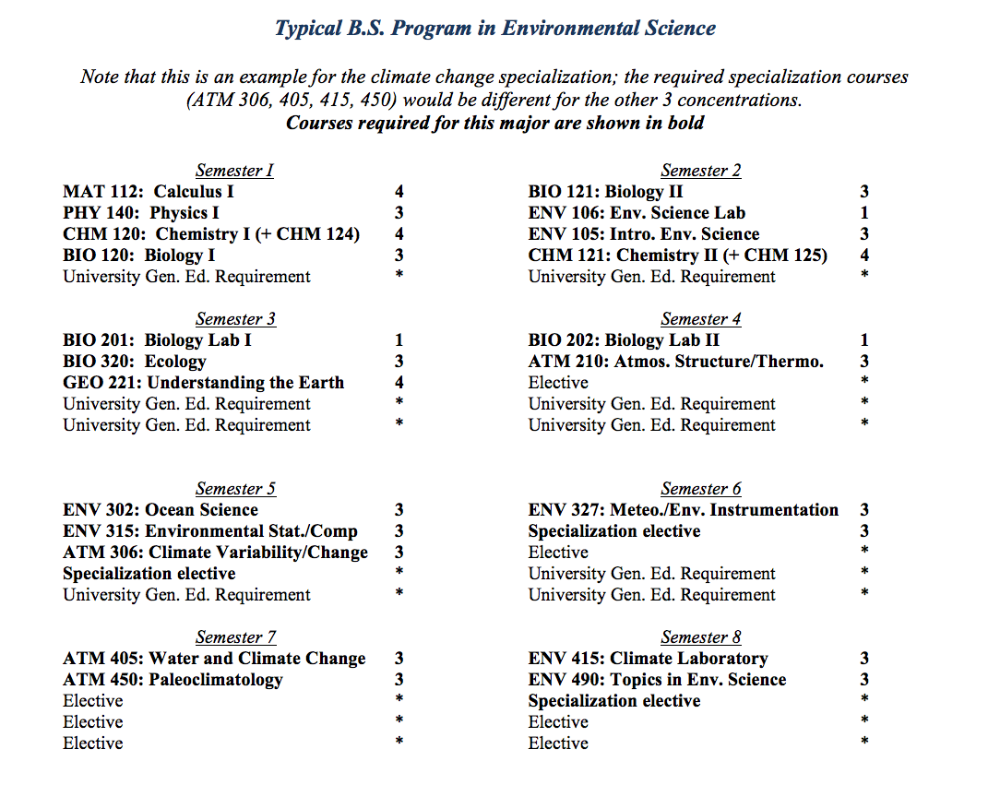 Typical B.S. Program in Environmental Science
Note that this is an example for the climate change specialization; the required specialization courses
(ATM 306, 405, 415, 450) would be different for the other 3 concentrations.
Courses required for this major are shown in bold
Semester I
MAT 112: Calculus I 4
PHY 140: Physics I 3
CHM 120: Chemistry I (+ CHM 124) 4
BIO 120: Biology I 3
University Gen. Ed. Requirement *
Semester 2
BIO 121: Biology II 3
ENV 106: Env. Science Lab 1
ENV 105: Intro. Env. Science 3
CHM 121: Chemistry II (+ CHM 125) 4
University Gen. Ed. Requirement *
Semester 3
BIO 201: Biology Lab I 1
BIO 320: Ecology 3
GEO 221: Understanding the Earth 4
University Gen. Ed. Requirement *
University Gen. Ed. Requirement *
Semester 4
BIO 202: Biology Lab II 1
ATM 210: Atmos. Structure/Thermo. 3
Elective *
University Gen. Ed. Requirement *
University Gen. Ed. Requirement *
Semester 5
ENV 302: Ocean Science 3
ENV 315: Environmental Stat./Comp 3
ATM 306: Climate Variability/Change 3
Specialization elective *
University Gen. Ed. Requirement *
Semester 6
ENV 327: Meteo./Env. Instrumentation 3
Specialization elective 3
Elective *
University Gen. Ed. Requirement *
University Gen. Ed. Requirement *
Semester 7
ATM 405: Water and Climate Change 3
ATM 450: Paleoclimatology 3
Elective *
Elective *
Elective *
Semester 8
ENV 415: Climate Laboratory 3
ENV 490: Topics in Env. Science 3
Specialization elective *
Elective *
Elective *